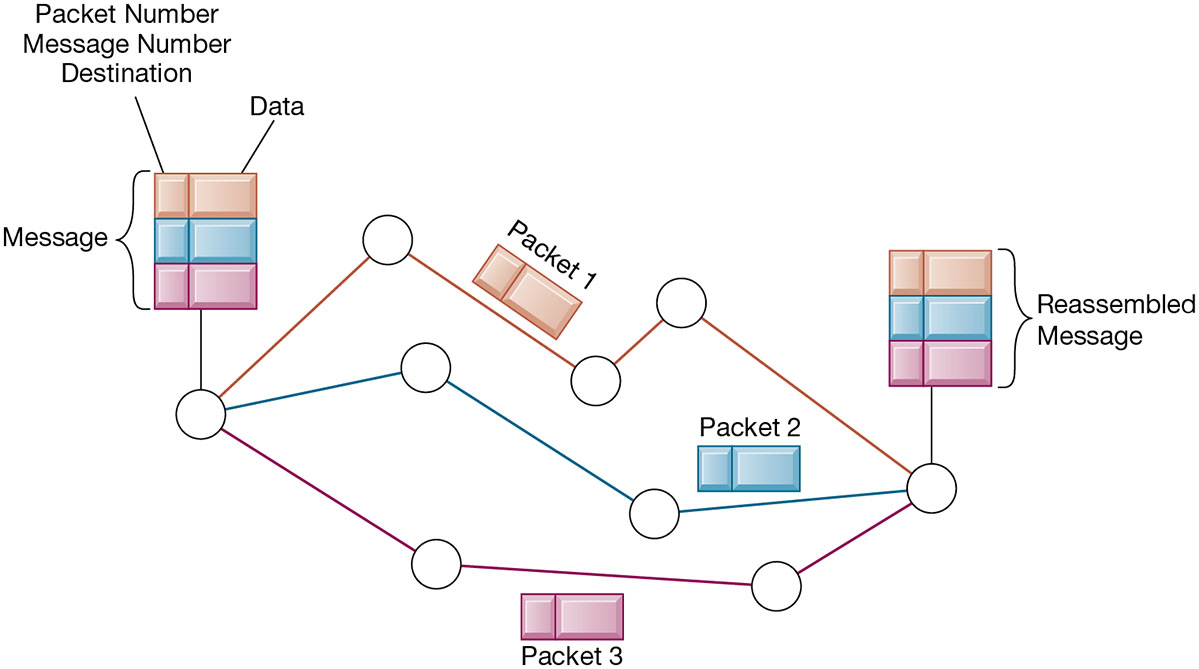 Packet Number
Message Number
Destination
Data
Message
Packet 1
Packet 2
Packet 3
Reassembled
Message